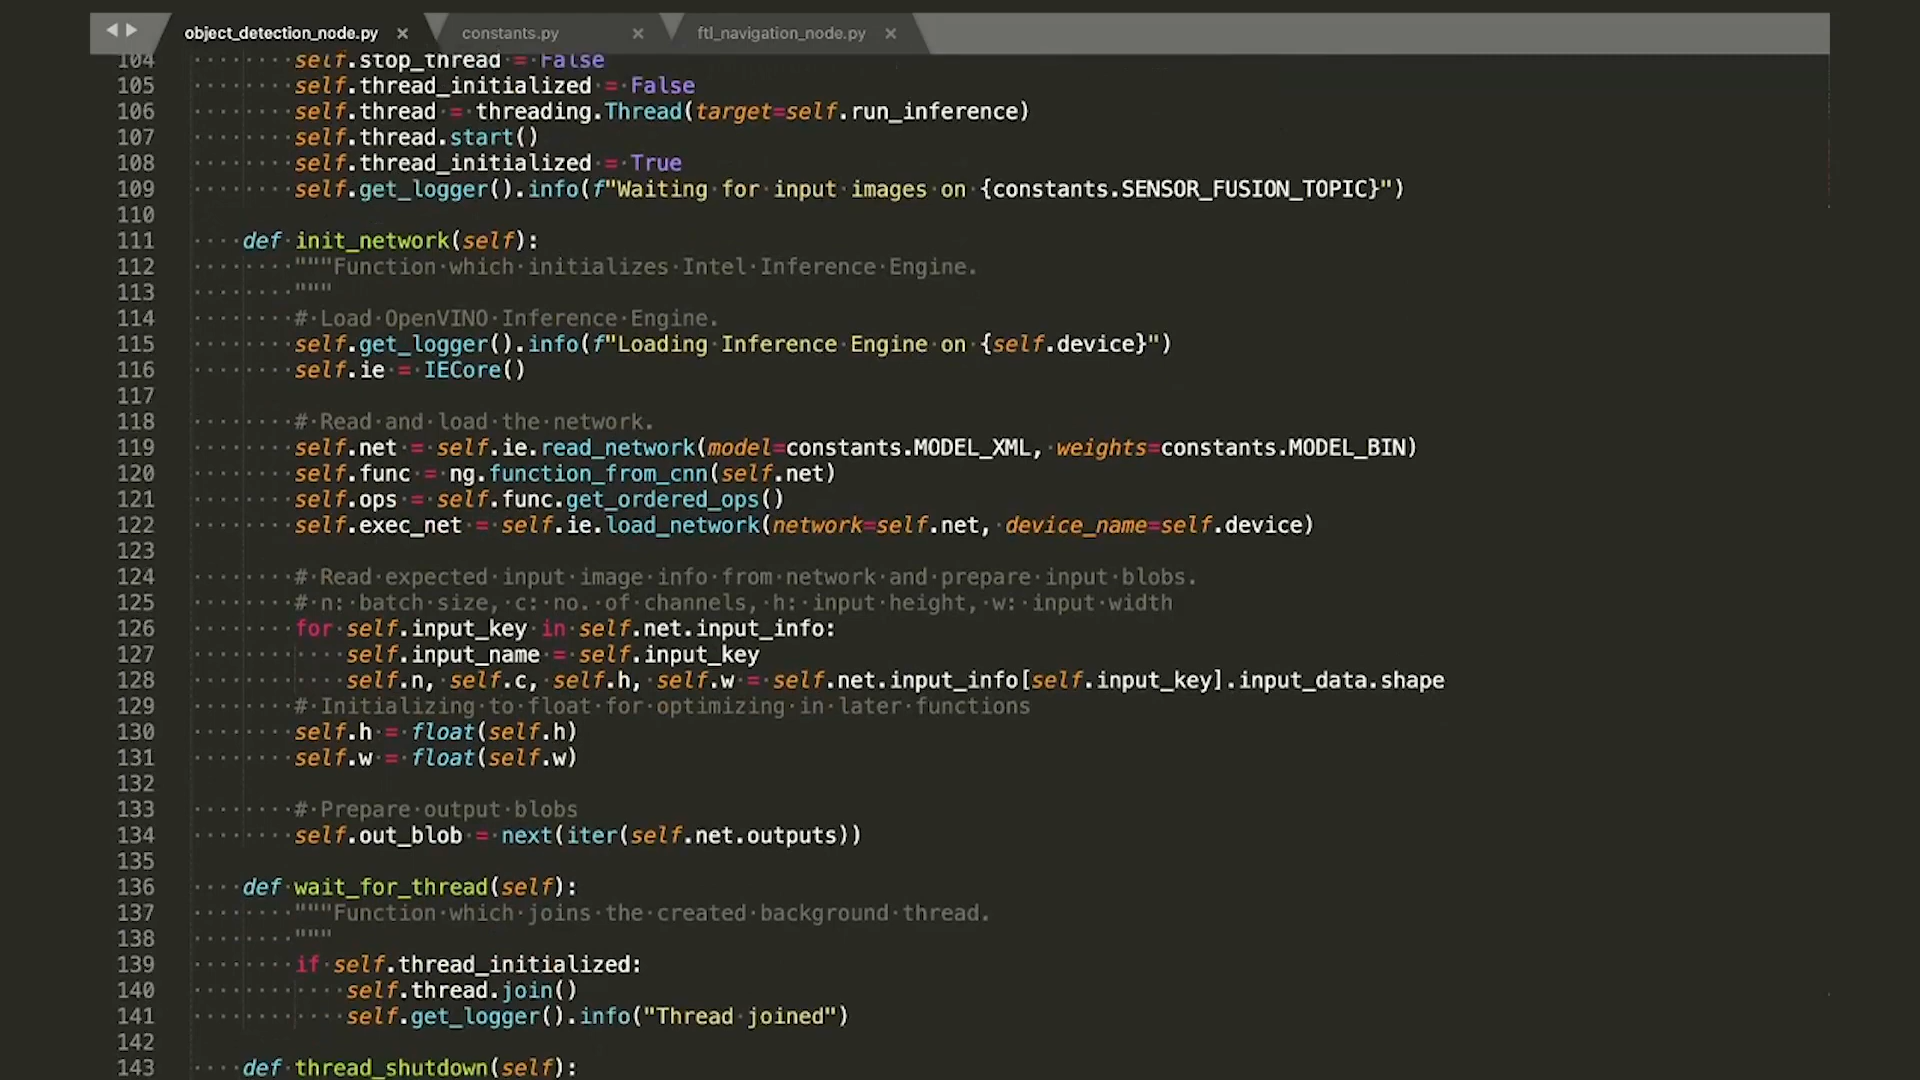 object_detection_node.py × constants.py × ftl_navigation_node.py ×
104 self.stop_thread = False
105 self.thread_initialized = False
106 self.thread = threading.Thread(target=self.run_inference)
107 self.thread.start()
108 self.thread_initialized = True
109 self.get_logger().info(f"Waiting for input images on {constants.SENSOR_FUSION_TOPIC}")
110
111 def init_network(self):
112 """Function which initializes Intel Inference Engine.
113 """
114 # Load OpenVINO Inference Engine.
115 self.get_logger().info(f"Loading Inference Engine on {self.device}")
116 self.ie = IECore()
117
118 # Read and load the network.
119 self.net = self.ie.read_network(model=constants.MODEL_XML, weights=constants.MODEL_BIN)
120 self.func = ng.function_from_cnn(self.net)
121 self.ops = self.func.get_ordered_ops()
122 self.exec_net = self.ie.load_network(network=self.net, device_name=self.device)
123
124 # Read expected input image info from network and prepare input blobs.
125 # n: batch size, c: no. of channels, h: input height, w: input width
126 for self.input_key in self.net.input_info:
127 self.input_name = self.input_key
128 self.n, self.c, self.h, self.w = self.net.input_info[self.input_key].input_data.shape
129 # Initializing to float for optimizing in later functions
130 self.h = float(self.h)
131 self.w = float(self.w)
132
133 # Prepare output blobs
134 self.out_blob = next(iter(self.net.outputs))
135
136 def wait_for_thread(self):
137 """Function which joins the created background thread.
138 """
139 if self.thread_initialized:
140 self.thread.join()
141 self.get_logger().info("Thread joined")
142
143 def thread_shutdown(self):